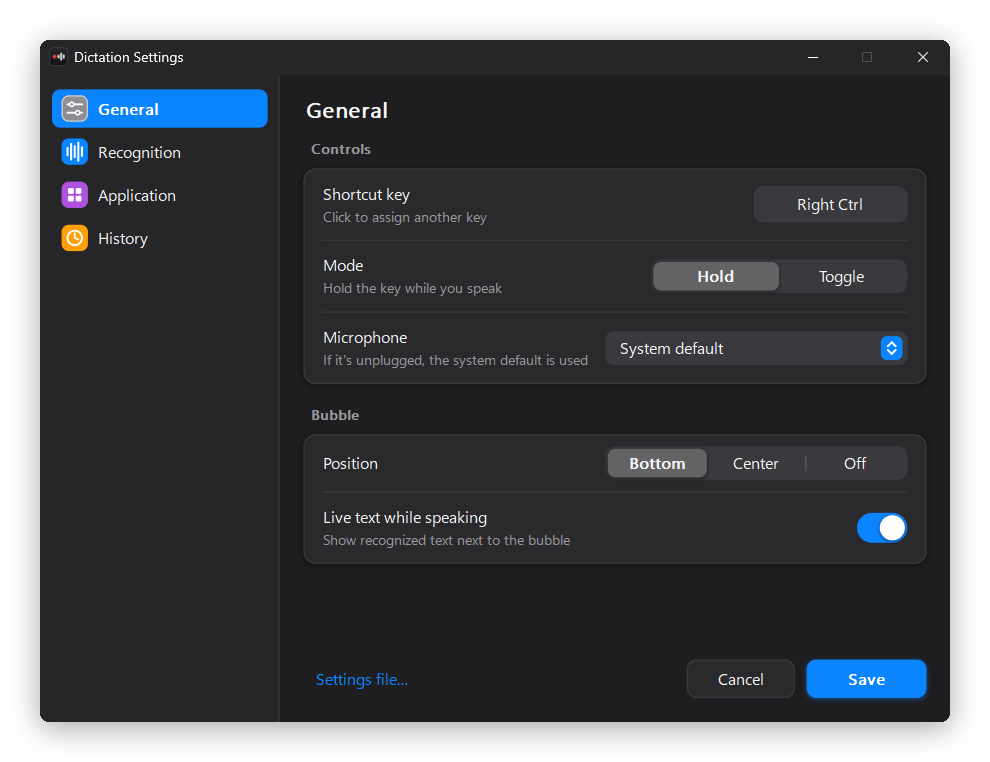 Dictation Settings
General
Recognition
Application
History
General
Controls
Shortcut key
Click to assign another key
Right Ctrl
Mode
Hold the key while you speak
Hold
Toggle
Microphone
If it's unplugged, the system default is used
System default
Bubble
Position
Bottom
Center
Off
Live text while speaking
Show recognized text next to the bubble
Settings file...
Cancel
Save